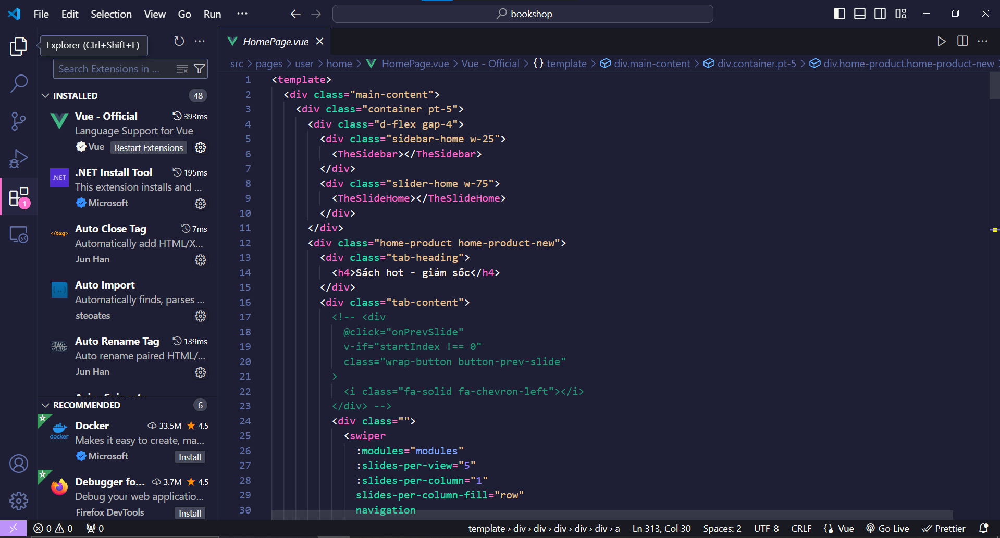 File Edit Selection View Go Run ···
bookshop
Explorer (Ctrl+Shift+E)
Search Extensions in ...
INSTALLED 48
Vue - Official 393ms
Language Support for Vue
Vue Restart Extensions
.NET
.NET Install Tool 195ms
This extension installs and ...
Microsoft
1
</tag>
Auto Close Tag 7ms
Automatically add HTML/X...
Jun Han
{..}
Auto Import
Automatically finds, parses ...
steoates
<TAG>
</TAG>
Auto Rename Tag 139ms
Auto rename paired HTML/...
Jun Han
RECOMMENDED 6
docker
Docker 33.5M 4.5
Makes it easy to create, ma...
Microsoft Install
Debugger fo... 3.7M 4.5
Debug your web applicatio...
Firefox DevTools Install
HomePage.vue
src > pages > user > home > HomePage.vue > Vue - Official > {} template > div.main-content > div.container.pt-5 > div.home-product.home-product-new >
1 <template>
2 <div class="main-content">
3 <div class="container pt-5">
4 <div class="d-flex gap-4">
5 <div class="sidebar-home w-25">
6 <TheSidebar></TheSidebar>
7 </div>
8 <div class="slider-home w-75">
9 <TheSlideHome></TheSlideHome>
10 </div>
11 </div>
12 <div class="home-product home-product-new">
13 <div class="tab-heading">
14 <h4>Sách hot - giảm sốc</h4>
15 </div>
16 <div class="tab-content">
17 <!-- <div
18 @click="onPrevSlide"
19 v-if="startIndex !== 0"
20 class="wrap-button button-prev-slide"
21 >
22 <i class="fa-solid fa-chevron-left"></i>
23 </div> -->
24 <div class="">
25 <swiper
26 :modules="modules"
27 :slides-per-view="5"
28 :slides-per-column="1"
29 slides-per-column-fill="row"
30 navigation
0 0 0 template › div › div › div › div › div › a Ln 313, Col 30 Spaces: 2 UTF-8 CRLF {} Vue Go Live Prettier